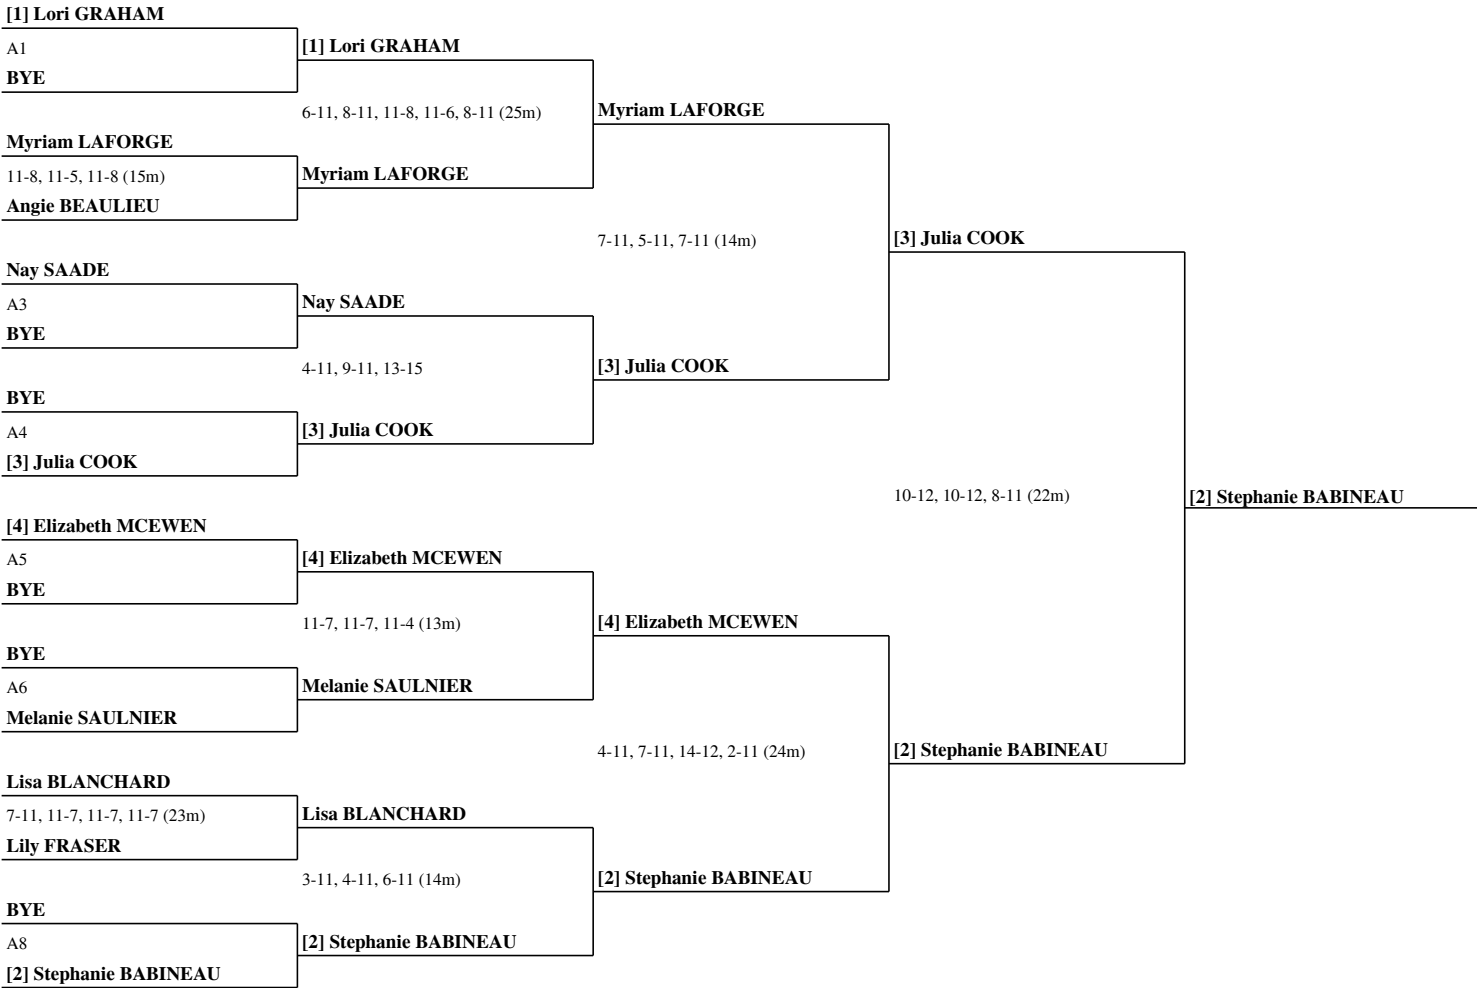 [1] Lori GRAHAM
A1
BYE
Myriam LAFORGE
11-8, 11-5, 11-8 (15m)
Angie BEAULIEU
Nay SAADE
A3
BYE
BYE
A4
[3] Julia COOK
[4] Elizabeth MCEWEN
A5
BYE
BYE
A6
Melanie SAULNIER
Lisa BLANCHARD
7-11, 11-7, 11-7, 11-7 (23m)
Lily FRASER
BYE
A8
[2] Stephanie BABINEAU
[1] Lori GRAHAM
6-11, 8-11, 11-8, 11-6, 8-11 (25m)
Myriam LAFORGE
Nay SAADE
4-11, 9-11, 13-15
[3] Julia COOK
[4] Elizabeth MCEWEN
11-7, 11-7, 11-4 (13m)
Melanie SAULNIER
Lisa BLANCHARD
3-11, 4-11, 6-11 (14m)
[2] Stephanie BABINEAU
Myriam LAFORGE
7-11, 5-11, 7-11 (14m)
[3] Julia COOK
[4] Elizabeth MCEWEN
4-11, 7-11, 14-12, 2-11 (24m)
[2] Stephanie BABINEAU
[3] Julia COOK
10-12, 10-12, 8-11 (22m)
[2] Stephanie BABINEAU
[2] Stephanie BABINEAU